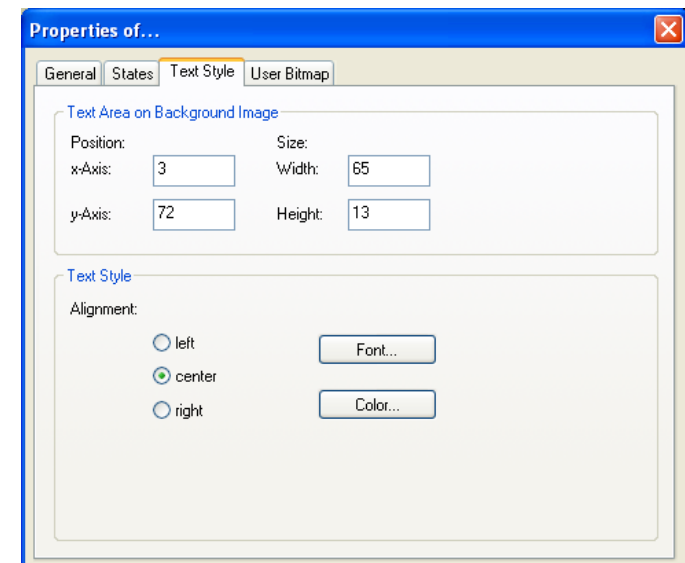 Properties of...
General States Text Style User Bitmap
Text Area on Background Image
Position: Size:
x-Axis: 3 Width: 65
y-Axis: 72 Height: 13
Text Style
Alignment:
left Font...
center
right Color...